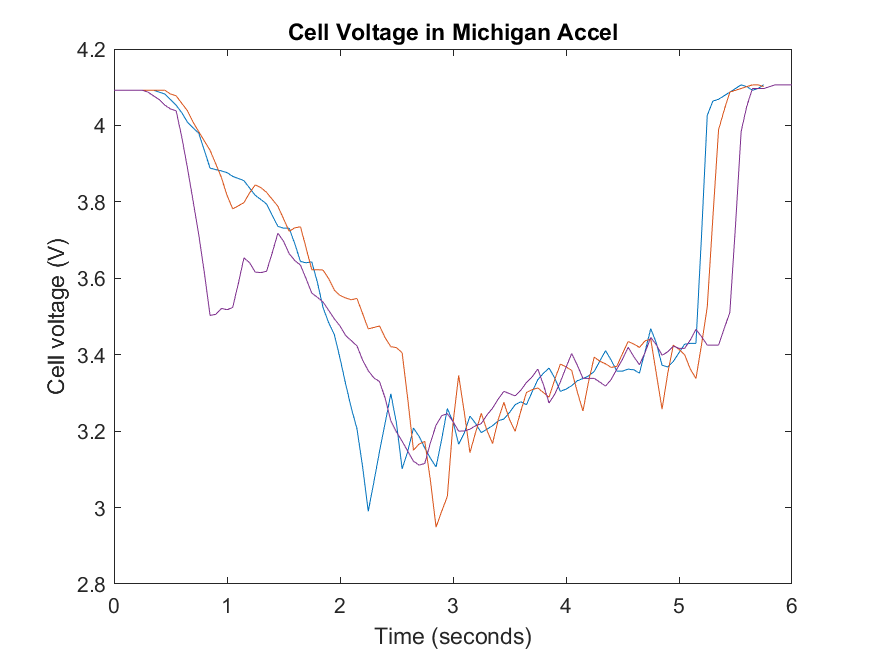 Cell Voltage in Michigan Accel
4.2
4
3.8
3.6
3.4
3.2
3
2.8
Cell voltage (V)
0 1 2 3 4 5 6
Time (seconds)